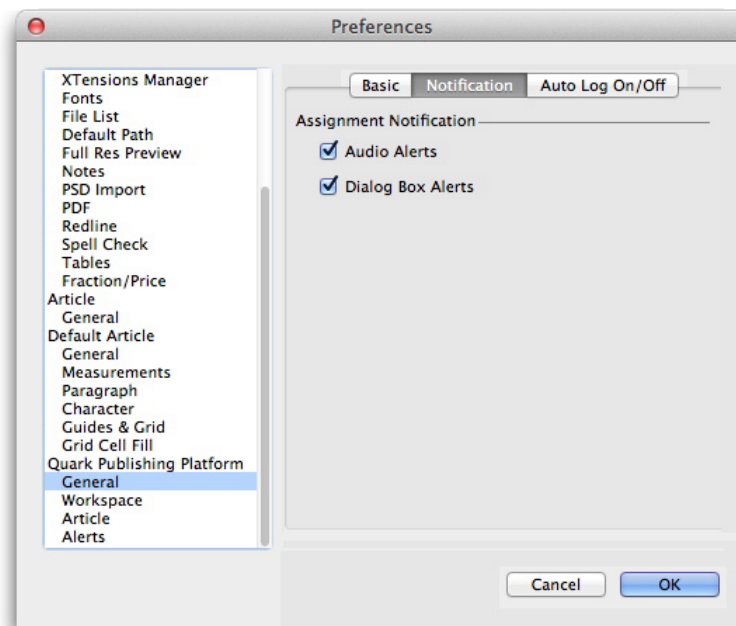 Preferences
XTensions Manager
Fonts
File List
Default Path
Full Res Preview
Notes
PSD Import
PDF
Redline
Spell Check
Tables
Fraction/Price
Article
General
Default Article
General
Measurements
Paragraph
Character
Guides & Grid
Grid Cell Fill
Quark Publishing Platform
General
Workspace
Article
Alerts
Basic Notification Auto Log On/Off
Assignment Notification
Audio Alerts
Dialog Box Alerts
Cancel OK